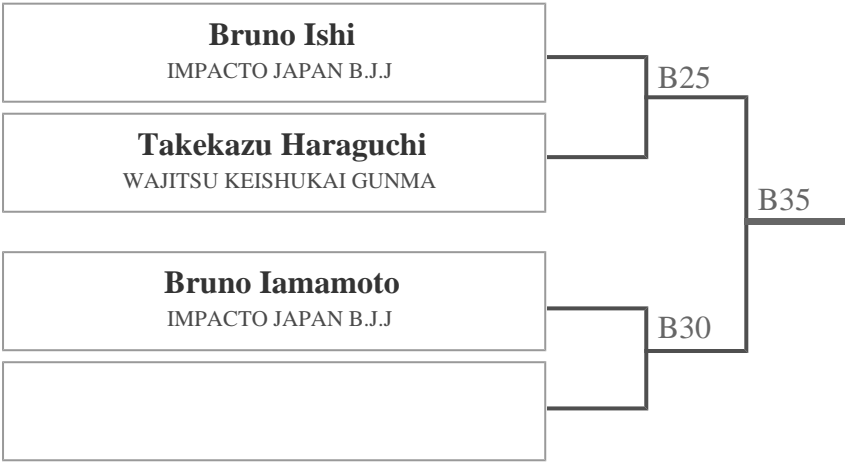 Bruno Ishi
IMPACTO JAPAN B.J.J
B25
Takekazu Haraguchi
WAJITSU KEISHUKAI GUNMA
B35
Bruno Iamamoto
IMPACTO JAPAN B.J.J
B30